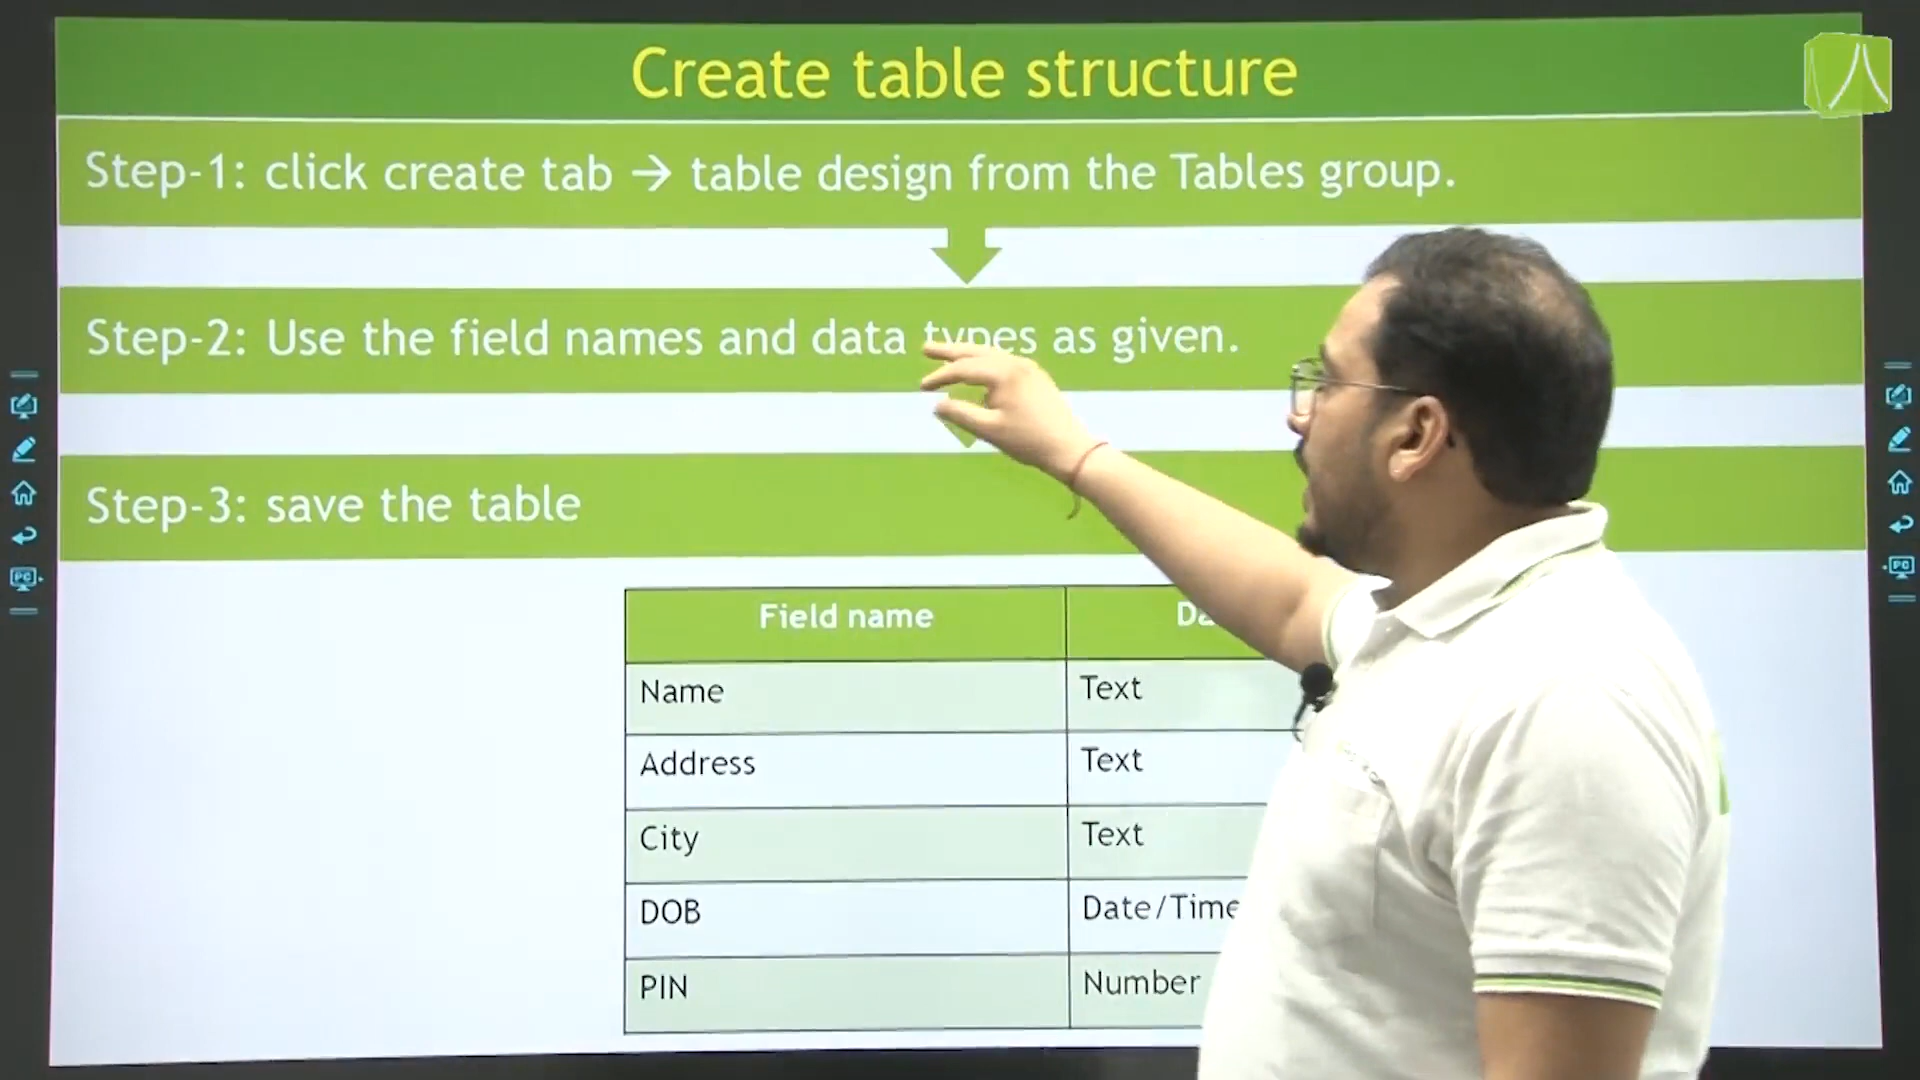 Create table structure
Step-1: click create tab → table design from the Tables group.
Step-2: Use the field names and data types as given.
Step-3: save the table
Field name
Name Text
Address Text
City Text
DOB Date/Time
PIN Number
PC
PC